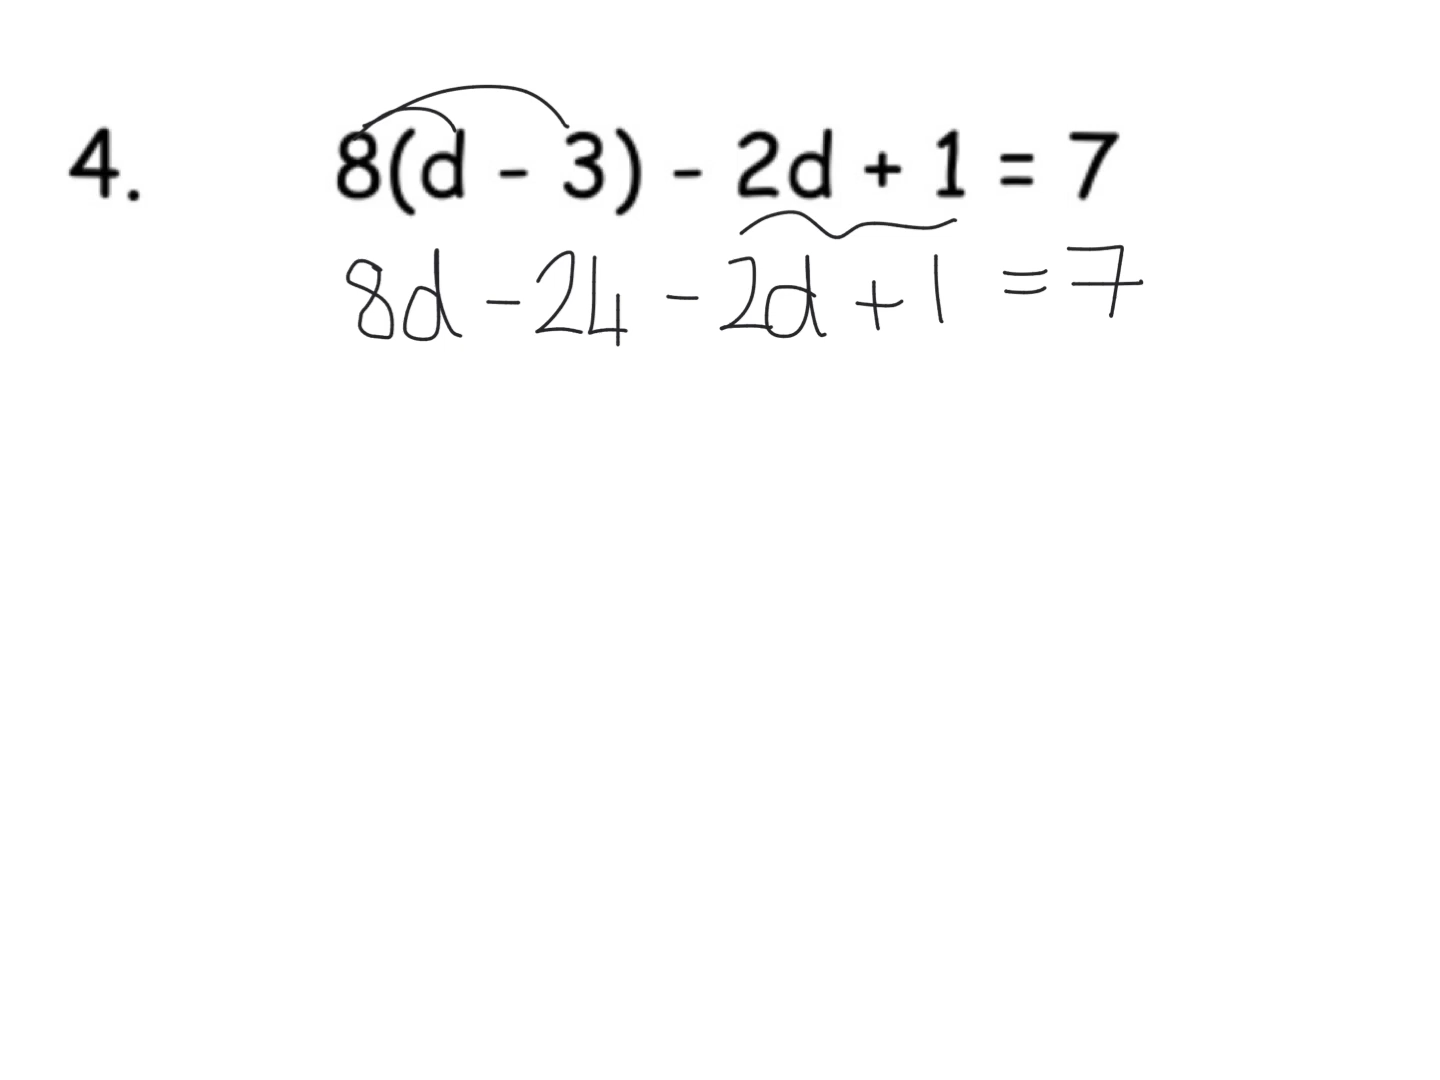 4. 8(d - 3) - 2d + 1 = 7
8d - 24 - 2d + 1 = 7